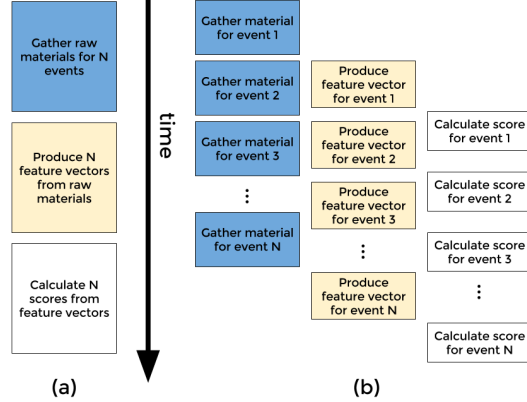 Gather raw
materials for N
events
Produce N
feature vectors
from raw
materials
Calculate N
scores from
feature vectors
(a)
time
Gather material
for event 1
Gather material
for event 2
Gather material
for event 3
⋮
Gather material
for event N
Produce
feature vector
for event 1
Produce
feature vector
for event 2
Produce
feature vector
for event 3
⋮
Produce
feature vector
for event N
Calculate score
for event 1
Calculate score
for event 2
Calculate score
for event 3
⋮
Calculate score
for event N
(b)